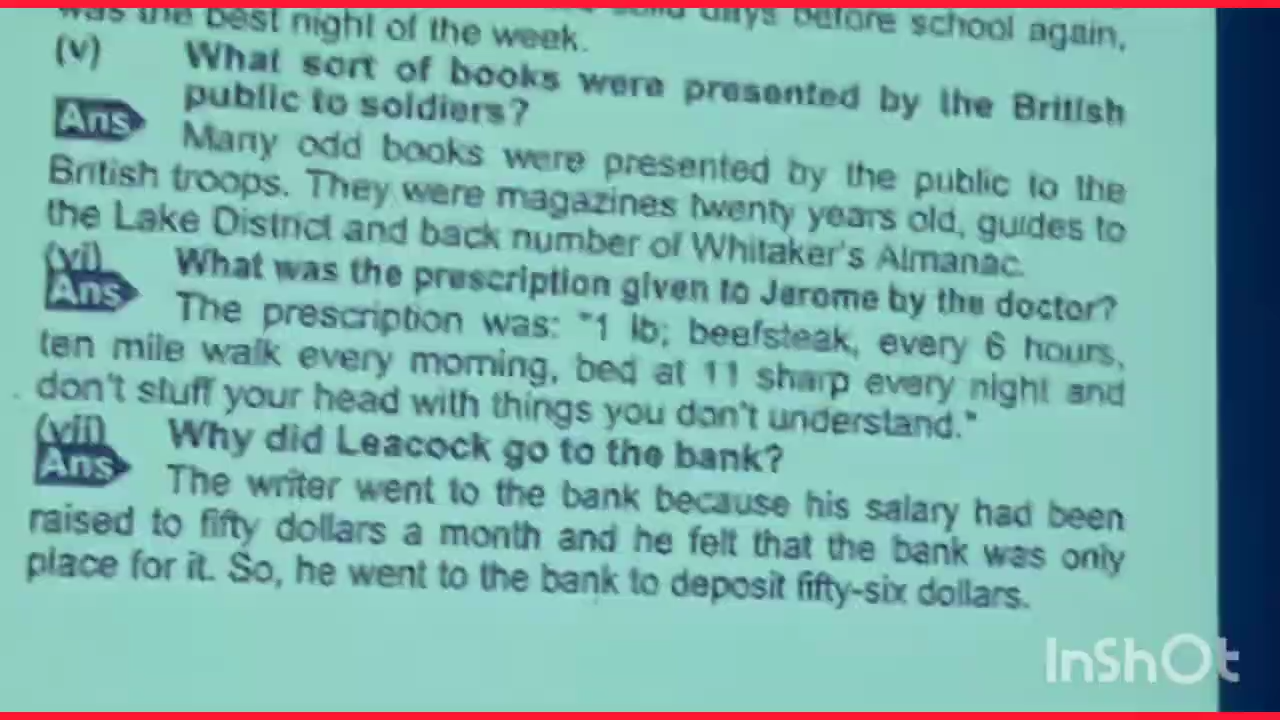 was the best night of the week. days before school again,
(v) What sort of books were presented by the British
public to soldiers?
Ans Many odd books were presented by the public to the
British troops. They were magazines twenty years old, guides to
the Lake District and back number of Whitaker's Almanac.
(vi) What was the prescription given to Jerome by the doctor?
Ans The prescription was: "1 lb; beefsteak, every 6 hours,
ten mile walk every morning, bed at 11 sharp every night and
don't stuff your head with things you don't understand."
(vii) Why did Leacock go to the bank?
Ans The writer went to the bank because his salary had been
raised to fifty dollars a month and he felt that the bank was only
place for it. So, he went to the bank to deposit fifty-six dollars.
InShOt